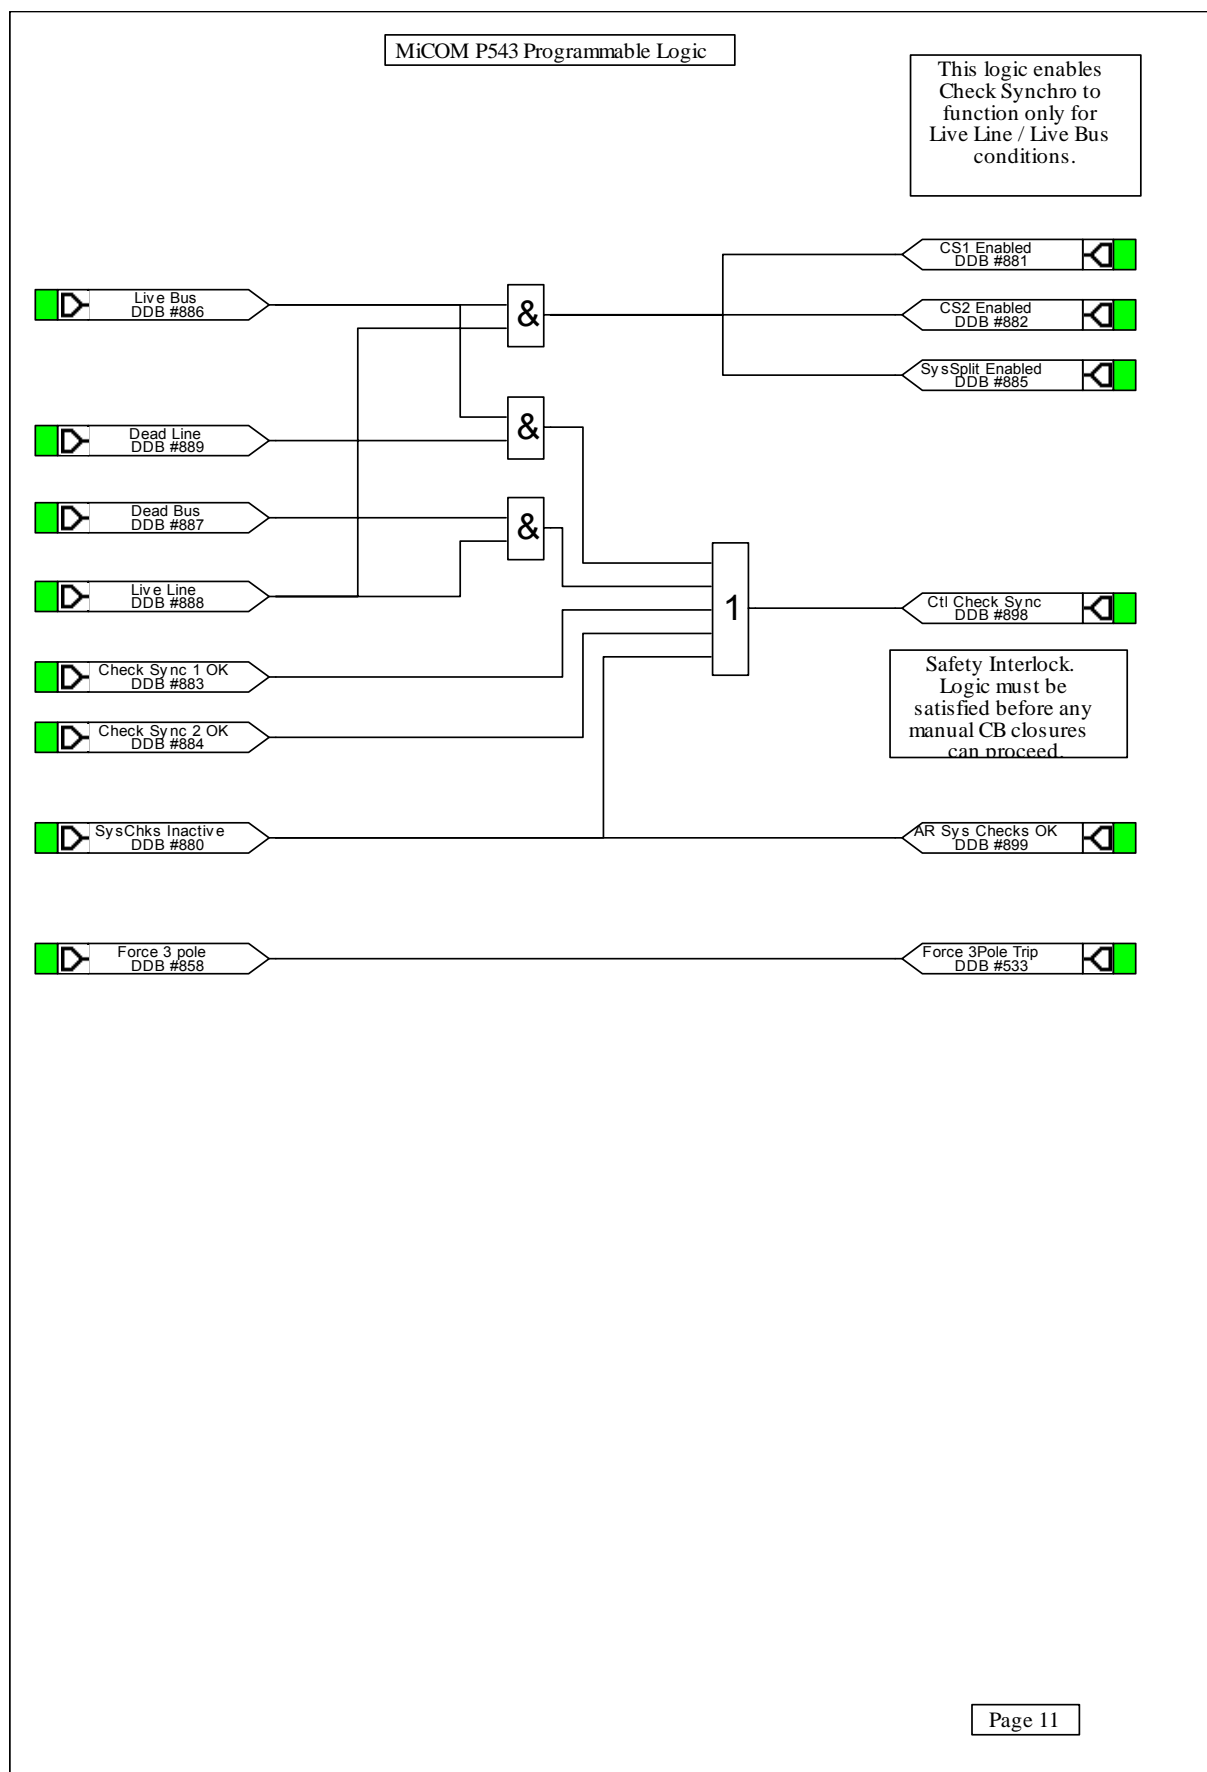 MiCOM P543 Programmable Logic
This logic enables
Check Synchro to
function only for
Live Line / Live Bus
conditions.
CS1 Enabled
DDB #881
Live Bus
DDB #886
&
CS2 Enabled
DDB #882
SysSplit Enabled
DDB #885
Dead Line
DDB #889
&
Dead Bus
DDB #887
&
Live Line
DDB #888
1
Ctl Check Sync
DDB #898
Check Sync 1 OK
DDB #883
Safety Interlock.
Logic must be
satisfied before any
manual CB closures
can proceed.
Check Sync 2 OK
DDB #884
SysChks Inactive
DDB #880
AR Sys Checks OK
DDB #899
Force 3 pole
DDB #858
Force 3Pole Trip
DDB #533
Page 11